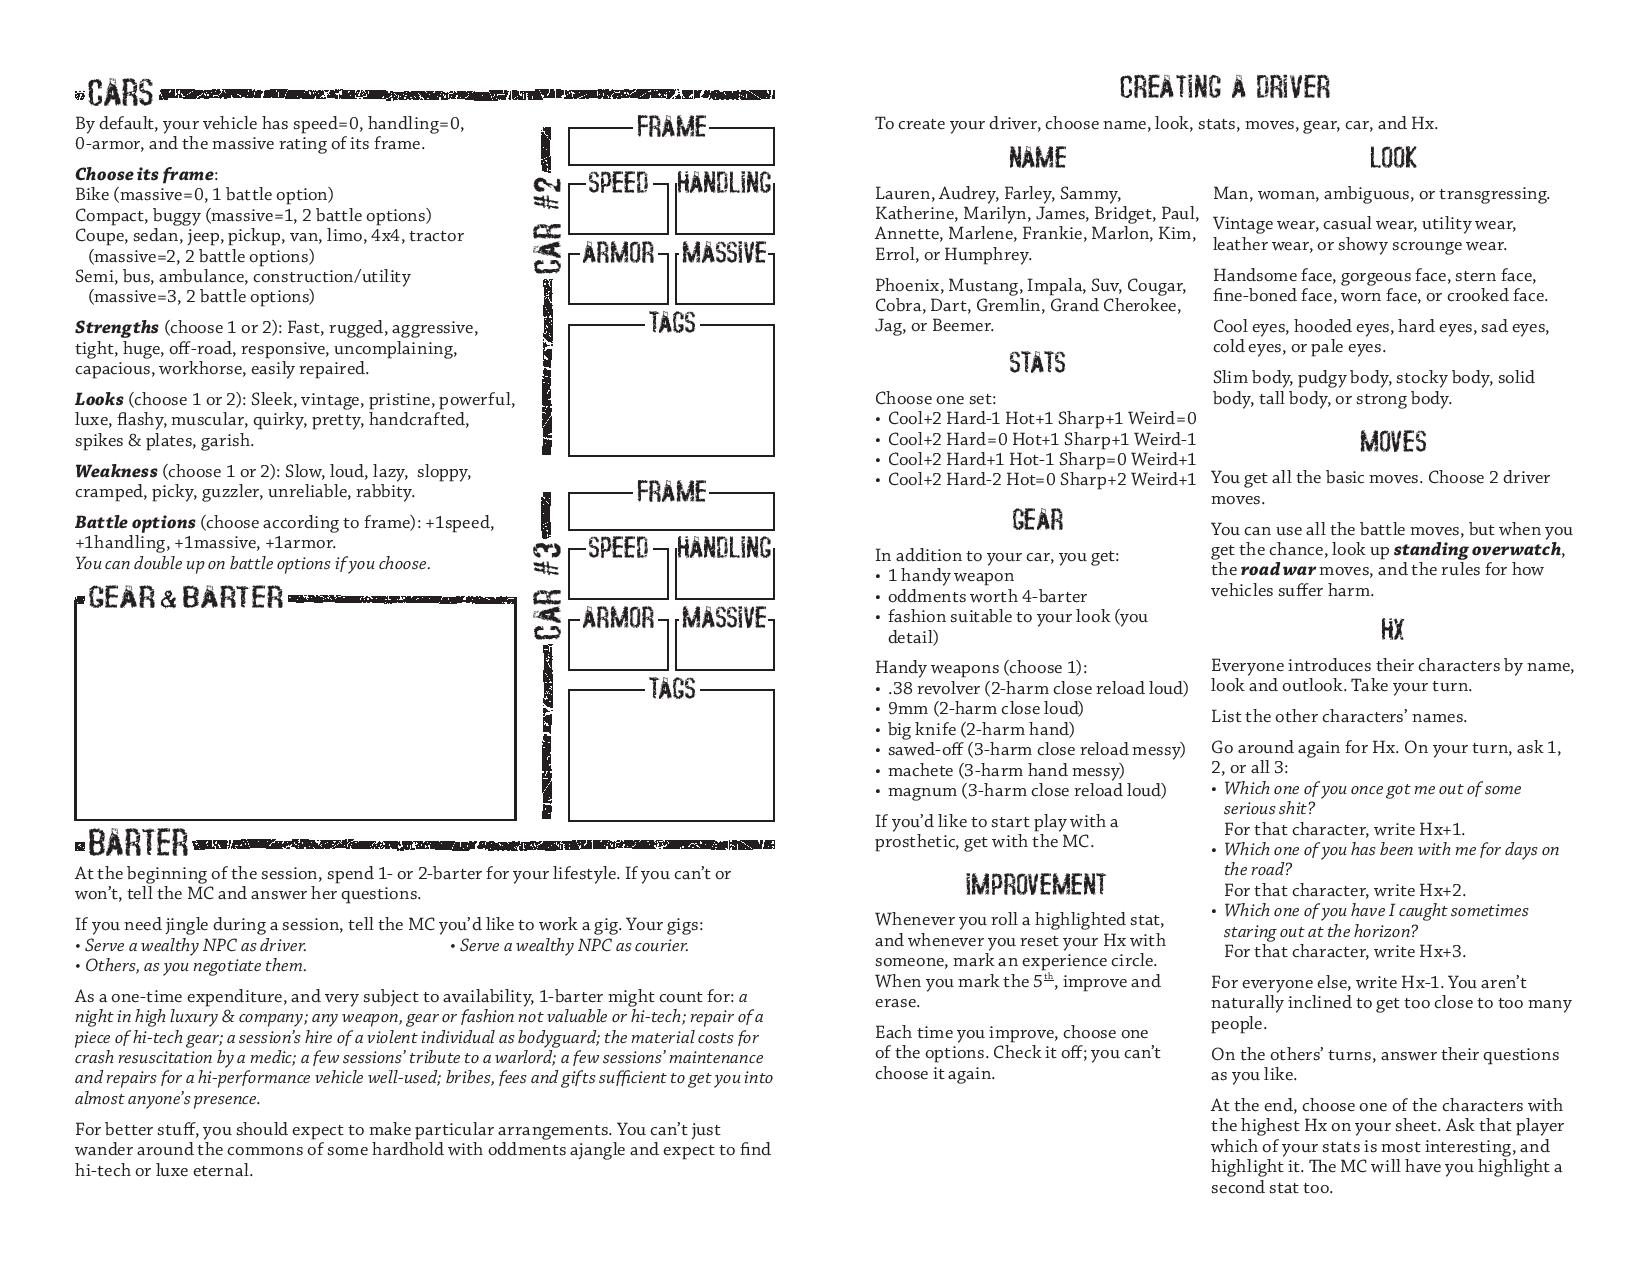 CARS
By default, your vehicle has speed=0, handling=0,
0-armor, and the massive rating of its frame.
Choose its frame:
Bike (massive=0, 1 battle option)
Compact, buggy (massive=1, 2 battle options)
Coupe, sedan, jeep, pickup, van, limo, 4x4, tractor
(massive=2, 2 battle options)
Semi, bus, ambulance, construction/utility
(massive=3, 2 battle options)
Strengths (choose 1 or 2): Fast, rugged, aggressive,
tight, huge, off-road, responsive, uncomplaining,
capacious, workhorse, easily repaired.
Looks (choose 1 or 2): Sleek, vintage, pristine, powerful,
luxe, flashy, muscular, quirky, pretty, handcrafted,
spikes & plates, garish.
Weakness (choose 1 or 2): Slow, loud, lazy, sloppy,
cramped, picky, guzzler, unreliable, rabbity.
Battle options (choose according to frame): +1speed,
+1handling, +1massive, +1armor.
You can double up on battle options if you choose.
GEAR & BARTER
CAR #2
FRAME
SPEED
HANDLING
ARMOR
MASSIVE
TAGS
CAR #3
FRAME
SPEED
HANDLING
ARMOR
MASSIVE
TAGS
BARTER
At the beginning of the session, spend 1- or 2-barter for your lifestyle. If you can't or
won't, tell the MC and answer her questions.
If you need jingle during a session, tell the MC you'd like to work a gig. Your gigs:
• Serve a wealthy NPC as driver.
• Serve a wealthy NPC as courier.
• Others, as you negotiate them.
As a one-time expenditure, and very subject to availability, 1-barter might count for: a
night in high luxury & company; any weapon, gear or fashion not valuable or hi-tech; repair of a
piece of hi-tech gear; a session's hire of a violent individual as bodyguard; the material costs for
crash resuscitation by a medic; a few sessions' tribute to a warlord; a few sessions' maintenance
and repairs for a hi-performance vehicle well-used; bribes, fees and gifts sufficient to get you into
almost anyone's presence.
For better stuff, you should expect to make particular arrangements. You can't just
wander around the commons of some hardhold with oddments ajangle and expect to find
hi-tech or luxe eternal.
CREATING A DRIVER
To create your driver, choose name, look, stats, moves, gear, car, and Hx.
NAME
Lauren, Audrey, Farley, Sammy,
Katherine, Marilyn, James, Bridget, Paul,
Annette, Marlene, Frankie, Marlon, Kim,
Errol, or Humphrey.
Phoenix, Mustang, Impala, Suv, Cougar,
Cobra, Dart, Gremlin, Grand Cherokee,
Jag, or Beemer.
STATS
Choose one set:
• Cool+2 Hard-1 Hot+1 Sharp+1 Weird=0
• Cool+2 Hard=0 Hot+1 Sharp+1 Weird-1
• Cool+2 Hard+1 Hot-1 Sharp=0 Weird+1
• Cool+2 Hard-2 Hot=0 Sharp+2 Weird+1
GEAR
In addition to your car, you get:
• 1 handy weapon
• oddments worth 4-barter
• fashion suitable to your look (you
detail)
Handy weapons (choose 1):
• .38 revolver (2-harm close reload loud)
• 9mm (2-harm close loud)
• big knife (2-harm hand)
• sawed-off (3-harm close reload messy)
• machete (3-harm hand messy)
• magnum (3-harm close reload loud)
If you'd like to start play with a
prosthetic, get with the MC.
IMPROVEMENT
Whenever you roll a highlighted stat,
and whenever you reset your Hx with
someone, mark an experience circle.
When you mark the 5th, improve and
erase.
Each time you improve, choose one
of the options. Check it off; you can't
choose it again.
LOOK
Man, woman, ambiguous, or transgressing.
Vintage wear, casual wear, utility wear,
leather wear, or showy scrounge wear.
Handsome face, gorgeous face, stern face,
fine-boned face, worn face, or crooked face.
Cool eyes, hooded eyes, hard eyes, sad eyes,
cold eyes, or pale eyes.
Slim body, pudgy body, stocky body, solid
body, tall body, or strong body.
MOVES
You get all the basic moves. Choose 2 driver
moves.
You can use all the battle moves, but when you
get the chance, look up standing overwatch,
the road war moves, and the rules for how
vehicles suffer harm.
HX
Everyone introduces their characters by name,
look and outlook. Take your turn.
List the other characters' names.
Go around again for Hx. On your turn, ask 1,
2, or all 3:
• Which one of you once got me out of some
serious shit?
For that character, write Hx+1.
• Which one of you has been with me for days on
the road?
For that character, write Hx+2.
• Which one of you have I caught sometimes
staring out at the horizon?
For that character, write Hx+3.
For everyone else, write Hx-1. You aren't
naturally inclined to get too close to too many
people.
On the others' turns, answer their questions
as you like.
At the end, choose one of the characters with
the highest Hx on your sheet. Ask that player
which of your stats is most interesting, and
highlight it. The MC will have you highlight a
second stat too.